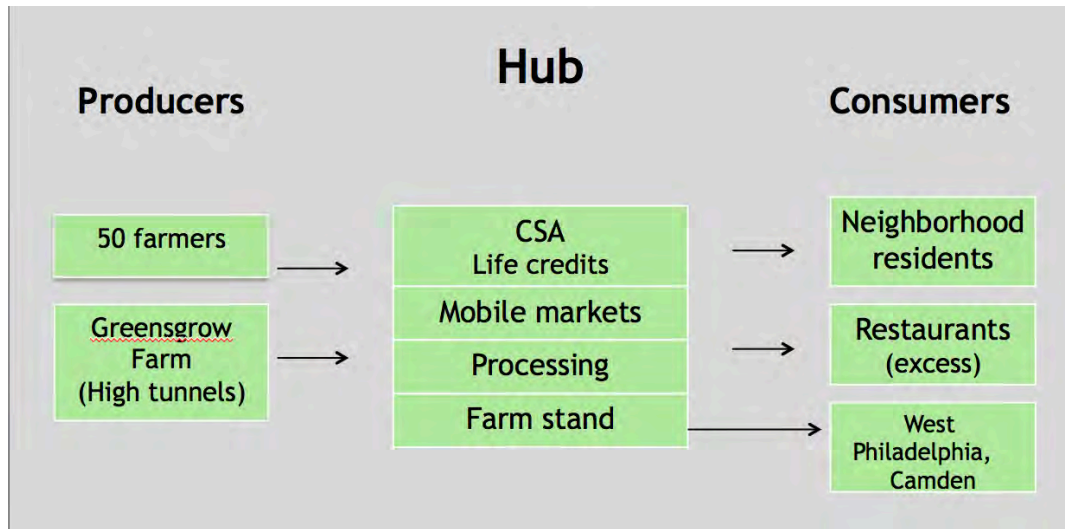 Hub
Producers
Consumers
50 farmers
Greensgrow
Farm
(High tunnels)
CSA
Life credits
Mobile markets
Processing
Farm stand
Neighborhood
residents
Restaurants
(excess)
West
Philadelphia,
Camden